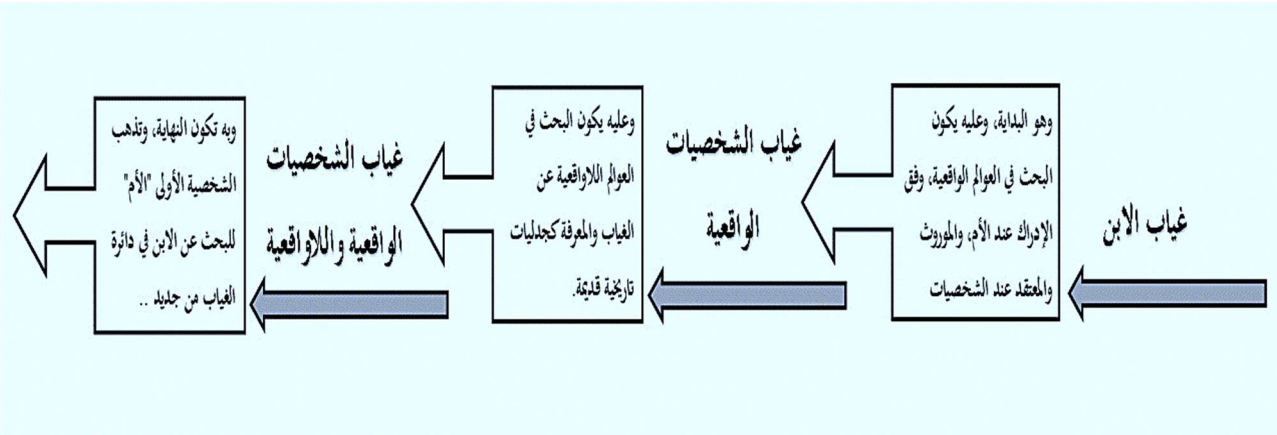 غياب الابن
وهو البداية، وعليه يكون
البحث في العوالم الواقعية، وفق
الإدراك عند الأم، والموروث
والمعتقد عند الشخصيات
غياب الشخصيات
الواقعية
وعليه يكون البحث في
العوالم اللاواقعية عن
الغياب والمعرفة كجدليات
تاريخية قديمة.
غياب الشخصيات
الواقعية واللاواقعية
وبه تكون النهاية، وتذهب
الشخصية الأولى "الأم"
للبحث عن الابن في دائرة
الغياب من جديد ..